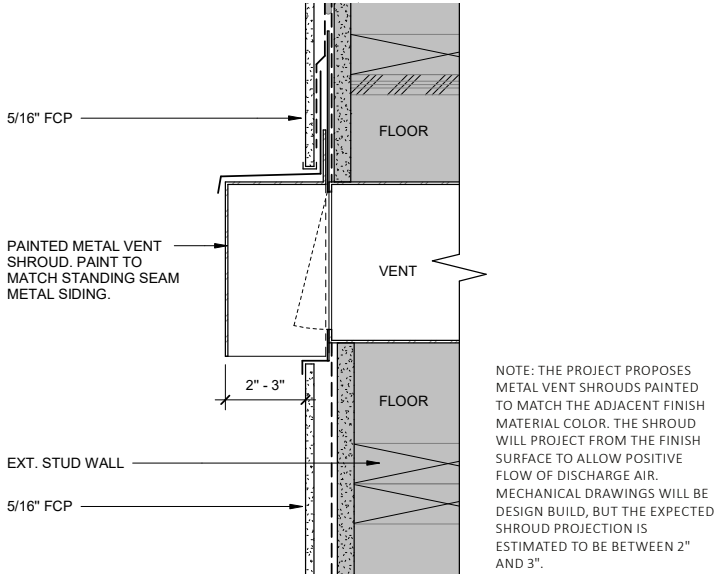 5/16" FCP
FLOOR
PAINTED METAL VENT
SHROUD. PAINT TO
MATCH STANDING SEAM
METAL SIDING.
VENT
2" - 3"
FLOOR
EXT. STUD WALL
5/16" FCP
NOTE: THE PROJECT PROPOSES
METAL VENT SHROUDS PAINTED
TO MATCH THE ADJACENT FINISH
MATERIAL COLOR. THE SHROUD
WILL PROJECT FROM THE FINISH
SURFACE TO ALLOW POSITIVE
FLOW OF DISCHARGE AIR.
MECHANICAL DRAWINGS WILL BE
DESIGN BUILD, BUT THE EXPECTED
SHROUD PROJECTION IS
ESTIMATED TO BE BETWEEN 2"
AND 3".